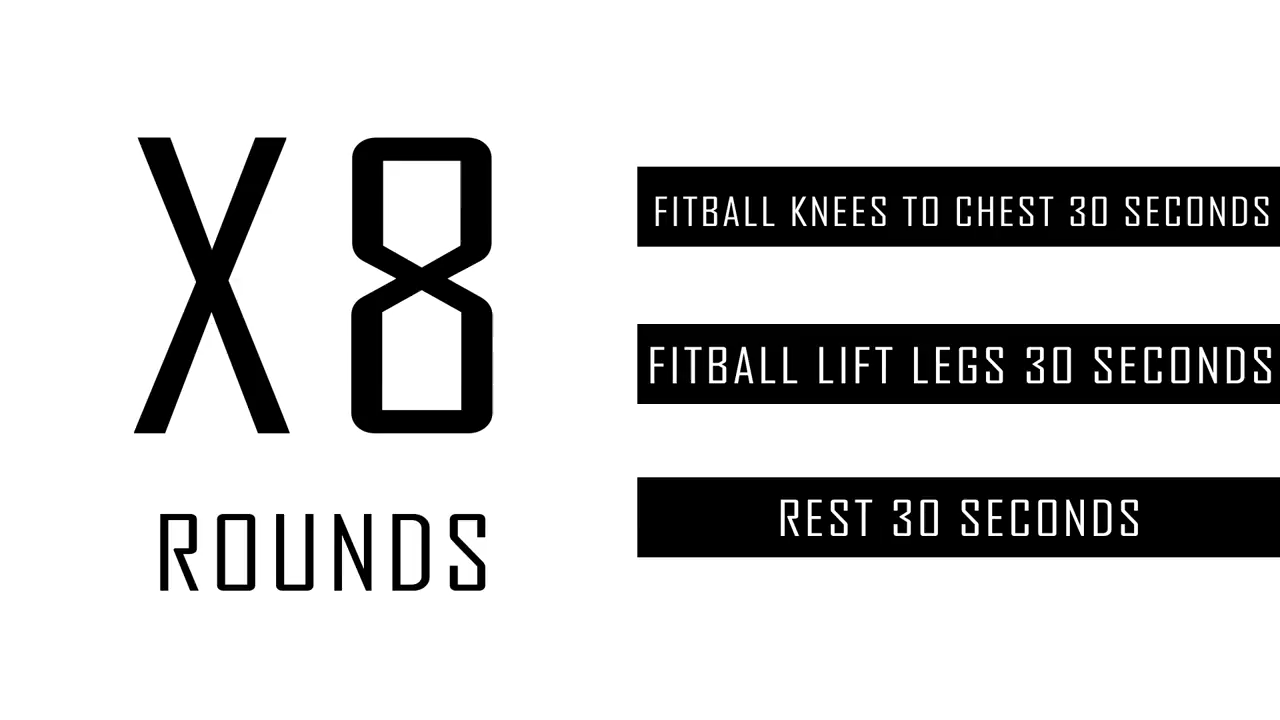 X8
ROUNDS
FITBALL KNEES TO CHEST 30 SECONDS
FITBALL LIFT LEGS 30 SECONDS
REST 30 SECONDS